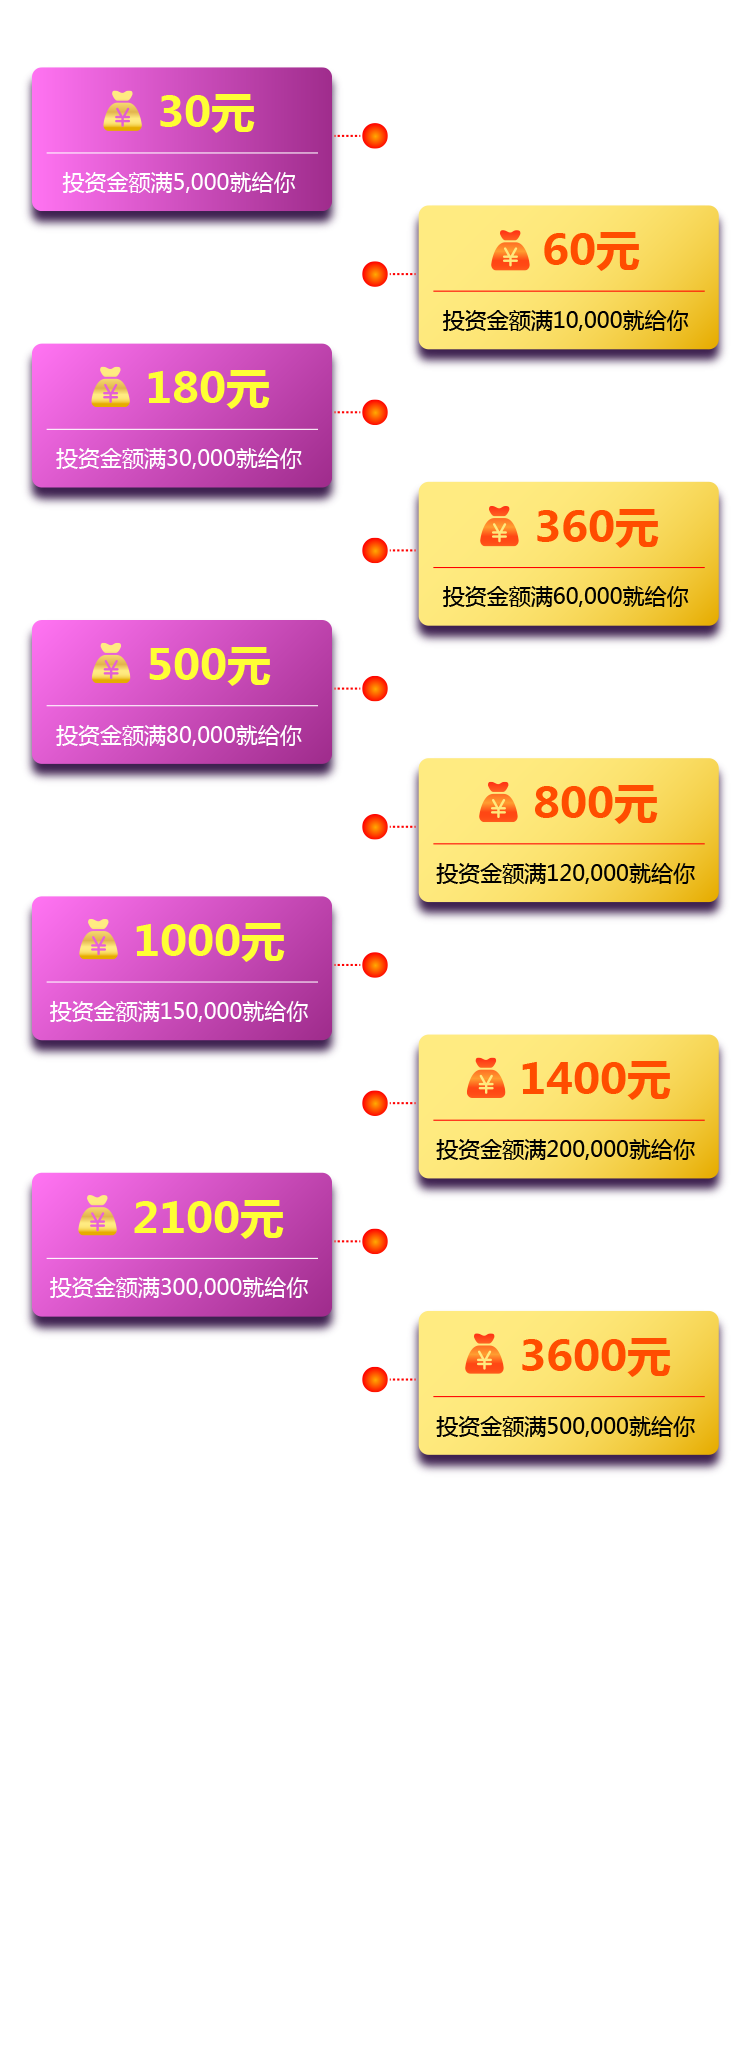 30元
投资金额满5,000就给你
60元
投资金额满10,000就给你
180元
投资金额满30,000就给你
360元
投资金额满60,000就给你
500元
投资金额满80,000就给你
800元
投资金额满120,000就给你
1000元
投资金额满150,000就给你
1400元
投资金额满200,000就给你
2100元
投资金额满300,000就给你
3600元
投资金额满500,000就给你